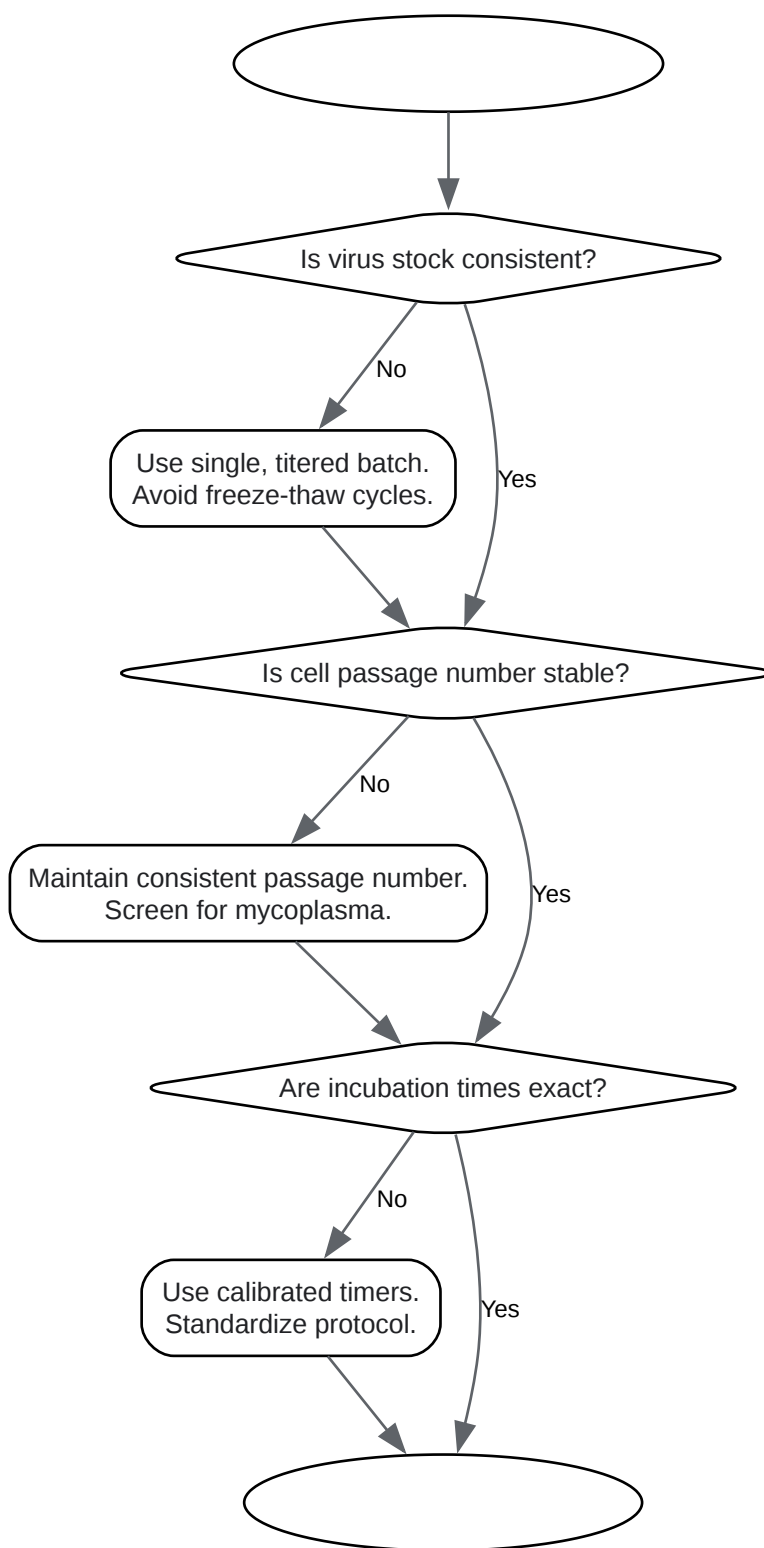 Is virus stock consistent?
No
Use single, titered batch.
Avoid freeze-thaw cycles.
Yes
Is cell passage number stable?
No
Maintain consistent passage number.
Screen for mycoplasma.
Yes
Are incubation times exact?
No
Use calibrated timers.
Standardize protocol.
Yes